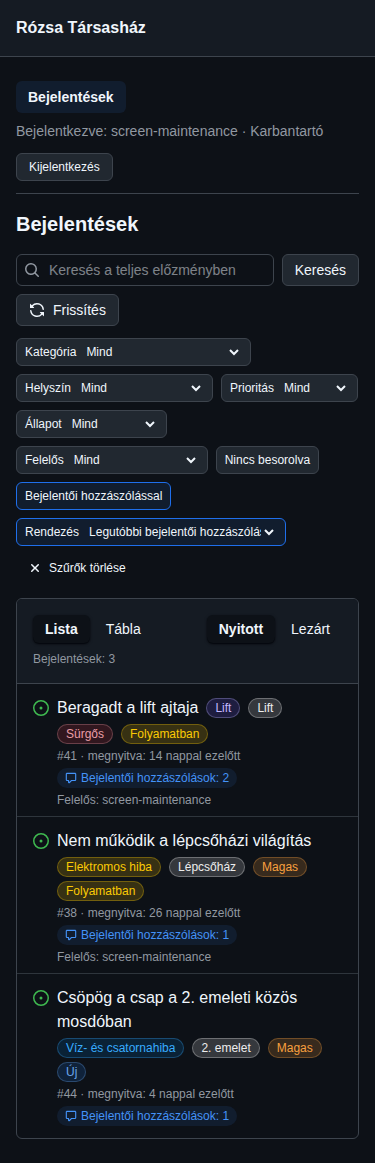 Rózsa Társasház
Bejelentések
Bejelentkezve: screen-maintenance · Karbantartó
Kijelentkezés
Bejelentések
Keresés a teljes előzményben
Keresés
Frissítés
Kategória Mind
Helyszín Mind
Prioritás Mind
Állapot Mind
Felelős Mind
Nincs besorolva
Bejelentői hozzászólással
Rendezés Legutóbbi bejelentői hozzászólá
Szűrők törlése
Lista Tábla Nyitott Lezárt
Bejelentések: 3
Beragadt a lift ajtaja Lift Lift
Sürgős Folyamatban
#41 · megnyitva: 14 nappal ezelőtt
Bejelentői hozzászólások: 2
Felelős: screen-maintenance
Nem működik a lépcsőházi világítás
Elektromos hiba Lépcsőház Magas
Folyamatban
#38 · megnyitva: 26 nappal ezelőtt
Bejelentői hozzászólások: 1
Felelős: screen-maintenance
Csöpög a csap a 2. emeleti közös
mosdóban
Víz- és csatornahiba 2. emelet Magas
Új
#44 · megnyitva: 4 nappal ezelőtt
Bejelentői hozzászólások: 1